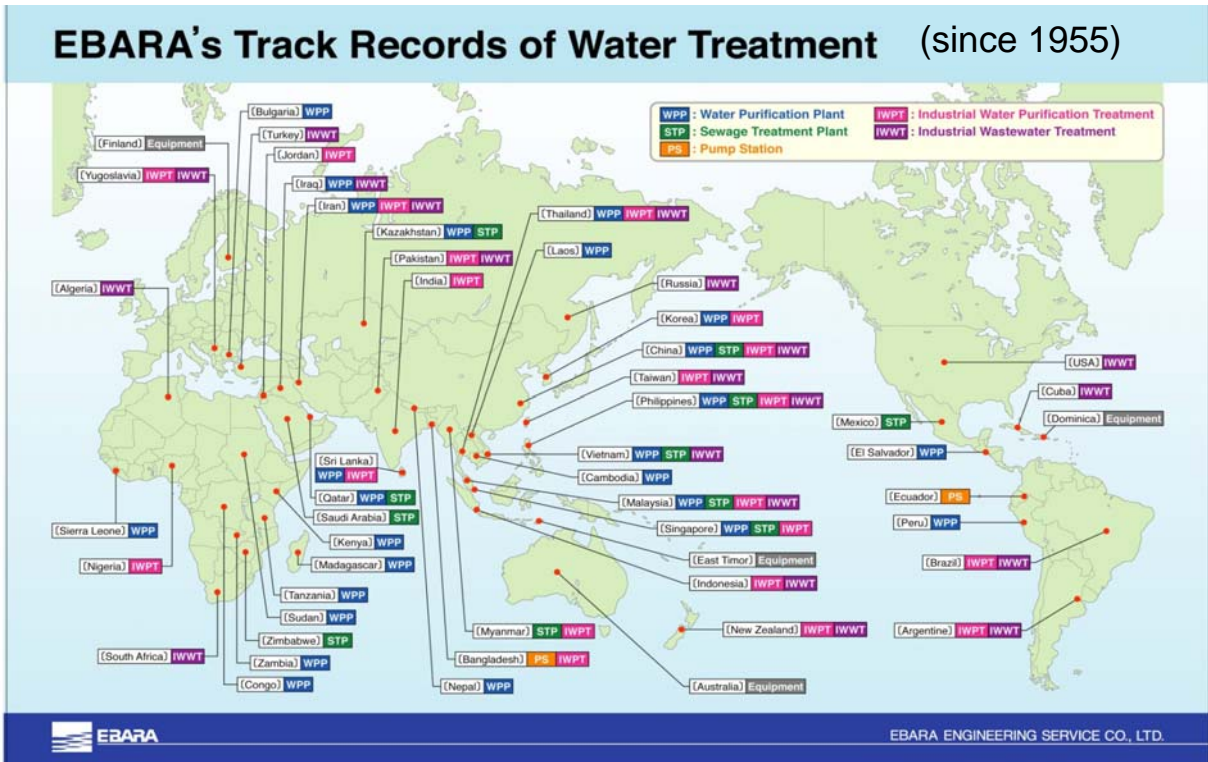 EBARA's Track Records of Water Treatment (since 1955)
WPP : Water Purification Plant IWPT : Industrial Water Purification Treatment
STP : Sewage Treatment Plant IWWT : Industrial Wastewater Treatment
PS : Pump Station
(Bulgaria) WPP
(Turkey) IWWT
(Finland) Equipment
(Jordan) IWPT
(Yugoslavia) IWPT IWWT
(Iraq) WPP IWWT
(Iran) WPP IWPT IWWT
(Kazakhstan) WPP STP
(Pakistan) IWPT IWWT
(India) IWPT
(Algeria) IWWT
(Thailand) WPP IWPT IWWT
(Laos) WPP
(Russia) IWWT
(Korea) WPP IWPT
(China) WPP STP IWPT IWWT
(Taiwan) IWPT IWWT
(Philippines) WPP STP IWPT IWWT
(USA) IWWT
(Cuba) IWWT
(Dominica) Equipment
(Mexico) STP
(El Salvador) WPP
(Sri Lanka)
WPP IWPT
(Qatar) WPP STP
(Saudi Arabia) STP
(Kenya) WPP
(Madagascar) WPP
(Vietnam) WPP STP IWWT
(Cambodia) WPP
(Malaysia) WPP STP IWPT IWWT
(Singapore) WPP STP IWPT
(East Timor) Equipment
(Indonesia) IWPT IWWT
(Ecuador) PS
(Peru) WPP
(Brazil) IWPT IWWT
(Sierra Leone) WPP
(Nigeria) IWPT
(Tanzania) WPP
(Sudan) WPP
(Zimbabwe) STP
(South Africa) IWWT
(Zambia) WPP
(Congo) WPP
(Myanmar) STP IWPT
(Bangladesh) PS IWPT
(Nepal) WPP
(New Zealand) IWPT IWWT
(Australia) Equipment
(Argentine) IWPT IWWT
EBARA
EBARA ENGINEERING SERVICE CO., LTD.